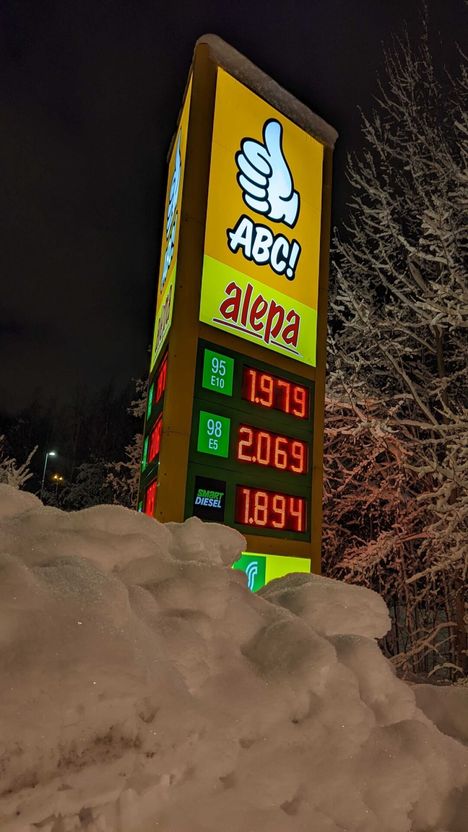 ABC!
alepa
95
E10
1.979
98
E5
2.069
SMART
DIESEL
1.894